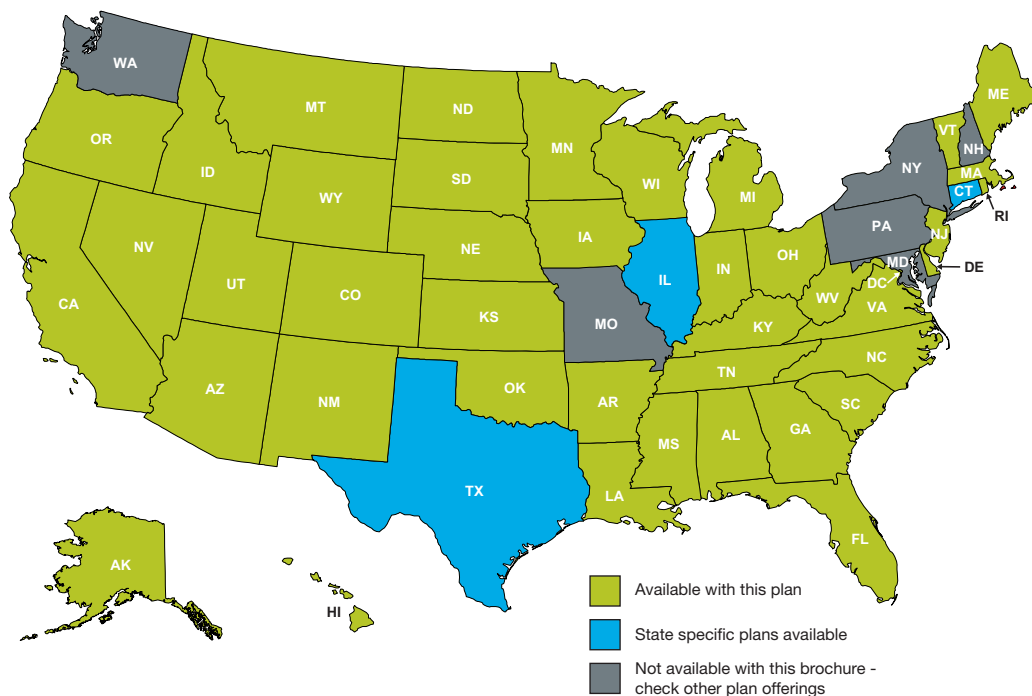 WA
MT
ND
MN
ME
VT
NH
OR
ID
SD
WI
MI
NY
MA
CT
RI
WY
IA
PA
NJ
NV
NE
OH
MD
DE
UT
CO
IL
IN
DC
CA
KS
MO
WV
VA
KY
AZ
NM
OK
AR
TN
NC
SC
TX
LA
MS
AL
GA
FL
AK
HI
Available with this plan
State specific plans available
Not available with this brochure -
check other plan offerings